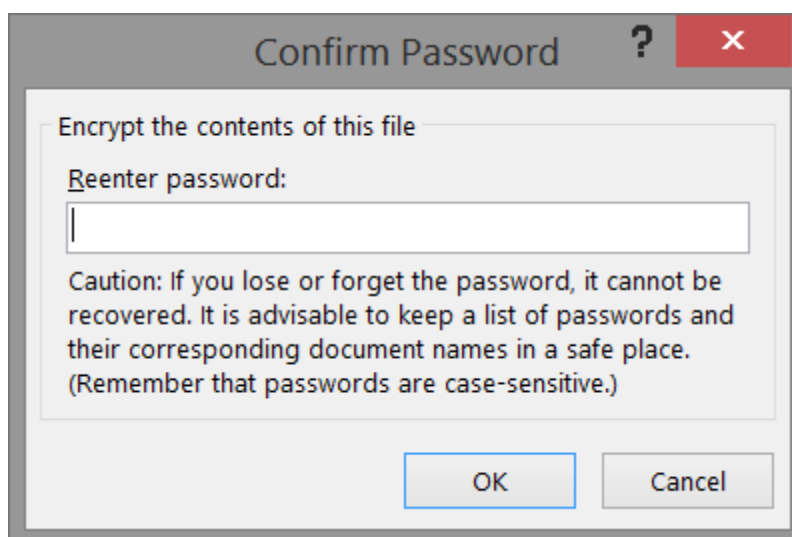 Confirm Password ?
Encrypt the contents of this file
Reenter password:
Caution: If you lose or forget the password, it cannot be
recovered. It is advisable to keep a list of passwords and
their corresponding document names in a safe place.
(Remember that passwords are case-sensitive.)
OK Cancel